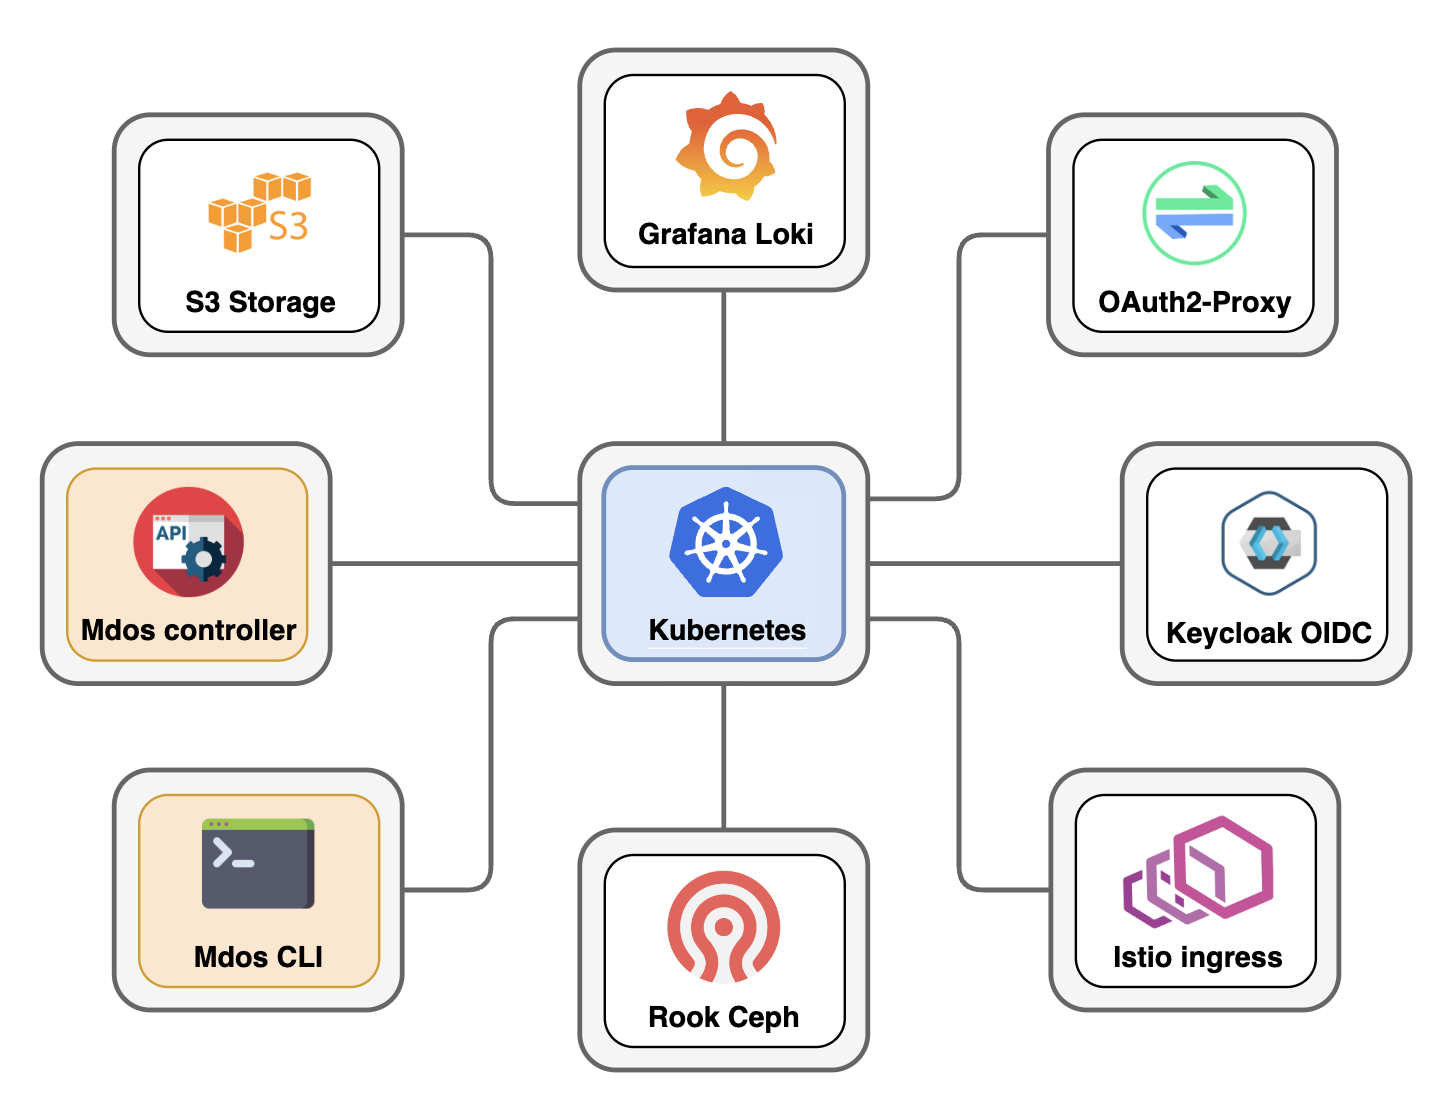 Grafana Loki
S3
S3 Storage
OAuth2-Proxy
API
Mdos controller
Kubernetes
Keycloak OIDC
>_
Mdos CLI
Istio ingress
Rook Ceph